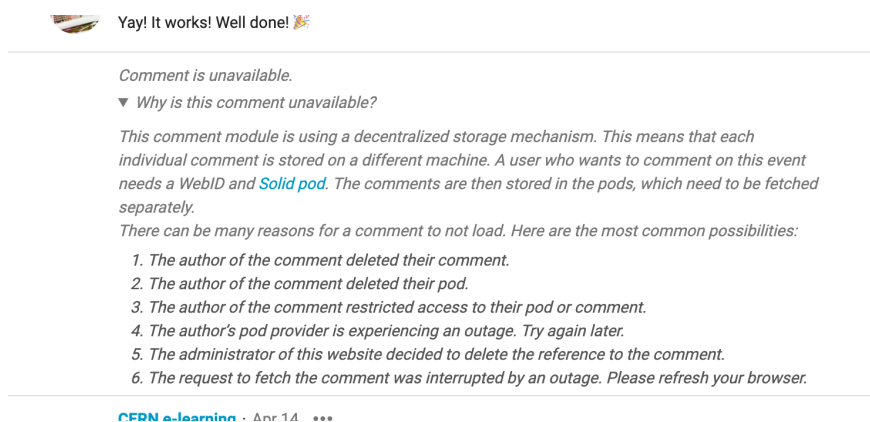 Yay! It works! Well done! 🎉
Comment is unavailable.
▼ Why is this comment unavailable?
This comment module is using a decentralized storage mechanism. This means that each
individual comment is stored on a different machine. A user who wants to comment on this event
needs a WebID and Solid pod. The comments are then stored in the pods, which need to be fetched
separately.
There can be many reasons for a comment to not load. Here are the most common possibilities:
1. The author of the comment deleted their comment.
2. The author of the comment deleted their pod.
3. The author of the comment restricted access to their pod or comment.
4. The author’s pod provider is experiencing an outage. Try again later.
5. The administrator of this website decided to delete the reference to the comment.
6. The request to fetch the comment was interrupted by an outage. Please refresh your browser.
CERN e-learning · Apr 14 •••